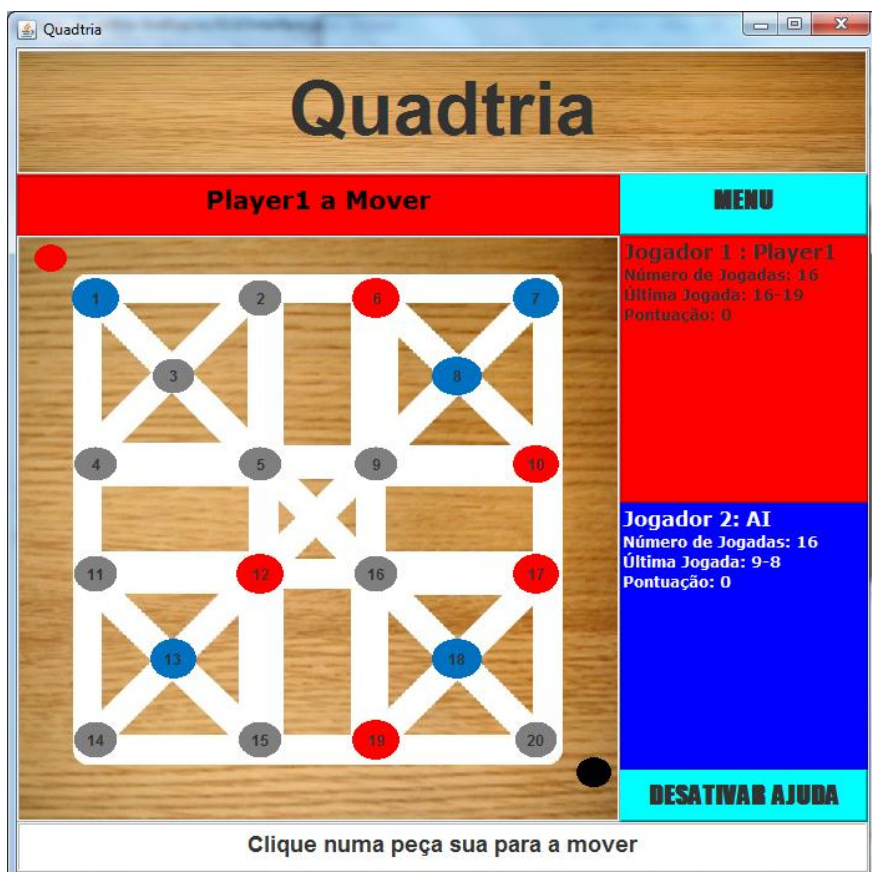 Quadtria
Quadtria
Player1 a Mover
MENU
Jogador 1 : Player1
Número de Jogadas: 16
Última Jogada: 16-19
Pontuação: 0
1
2
6
7
3
8
4
5
9
10
11
12
16
17
13
18
14
15
19
20
Jogador 2: AI
Número de Jogadas: 16
Última Jogada: 9-8
Pontuação: 0
DESATIVAR AJUDA
Clique numa peça sua para a mover